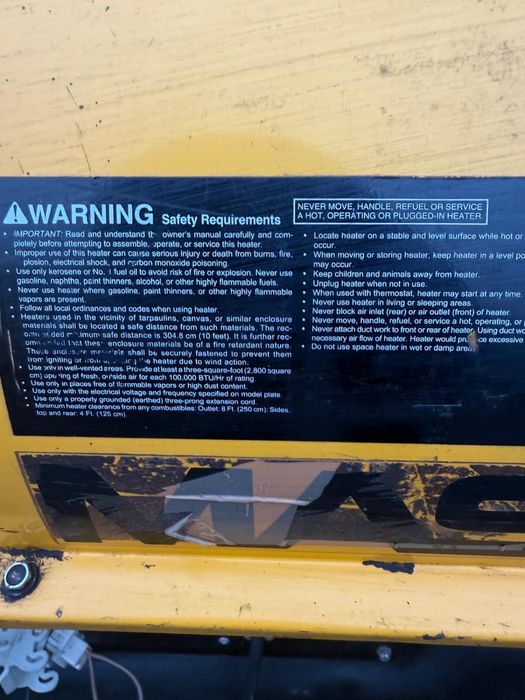 WARNING Safety Requirements
• IMPORTANT: Read and understand owner's manual carefully and com-
pletely before attempting to assemble, operate, or service this heater.
• Improper use of this heater can cause serious injury or death from burns, fire,
plosion, electrical shock, and carbon monoxide poisoning.
• Use only kerosene or No. 1 fuel oil to avoid risk of fire or explosion. Never use
gasoline, naphtha, paint thinners, alcohol, or other highly flammable fuels.
• Never use heater where gasoline, paint thinners, or other highly flammable
vapors are present.
• Follow all local ordinances and codes when using heater.
• Heaters used in the vicinity of tarpaulins, canvas, or similar enclosure
materials shall be located a safe distance from such materials. The rec-
ommended minimum safe distance is 304.8 cm (10 feet). It is further rec-
ommended that these enclosure materials be of a fire retardant nature.
These enclosure materials shall be securely fastened to prevent them
from igniting or heater due to wind action.
• Use only in well-vented areas. Provide at least a three-square-foot (2,800 square
cm) opening of fresh, outside air for each 100,000 BTU/Hr of rating
• Use only in places free of flammable vapors or high dust content.
• Use only with the electrical voltage and frequency specified on model plate
• Use only a properly grounded (earthed) three-prong extension cord
• Minimum heater clearance from any combustibles: Outlet: 8 Ft. (250 cm); Sides,
top and rear: 4 Ft. (125 cm)
NEVER MOVE, HANDLE, REFUEL OR SERVICE
A HOT, OPERATING OR PLUGGED-IN HEATER.
• Locate heater on a stable and level surface while hot or
occur.
• When moving or storing heater, keep heater in a level po
may occur.
• Keep children and animals away from heater.
• Unplug heater when not in use.
• When used with thermostat, heater may start at any time.
• Never use heater in living or sleeping areas.
• Never block air inlet (rear) or air outlet (front) of heater.
• Never move, handle, refuel, or service a hot, operating, or
• Never attach duct work to front or rear of heater. Using duct wo
necessary air flow of heater. Heater would produce excessive
• Do not use space heater in wet or damp areas
MAS